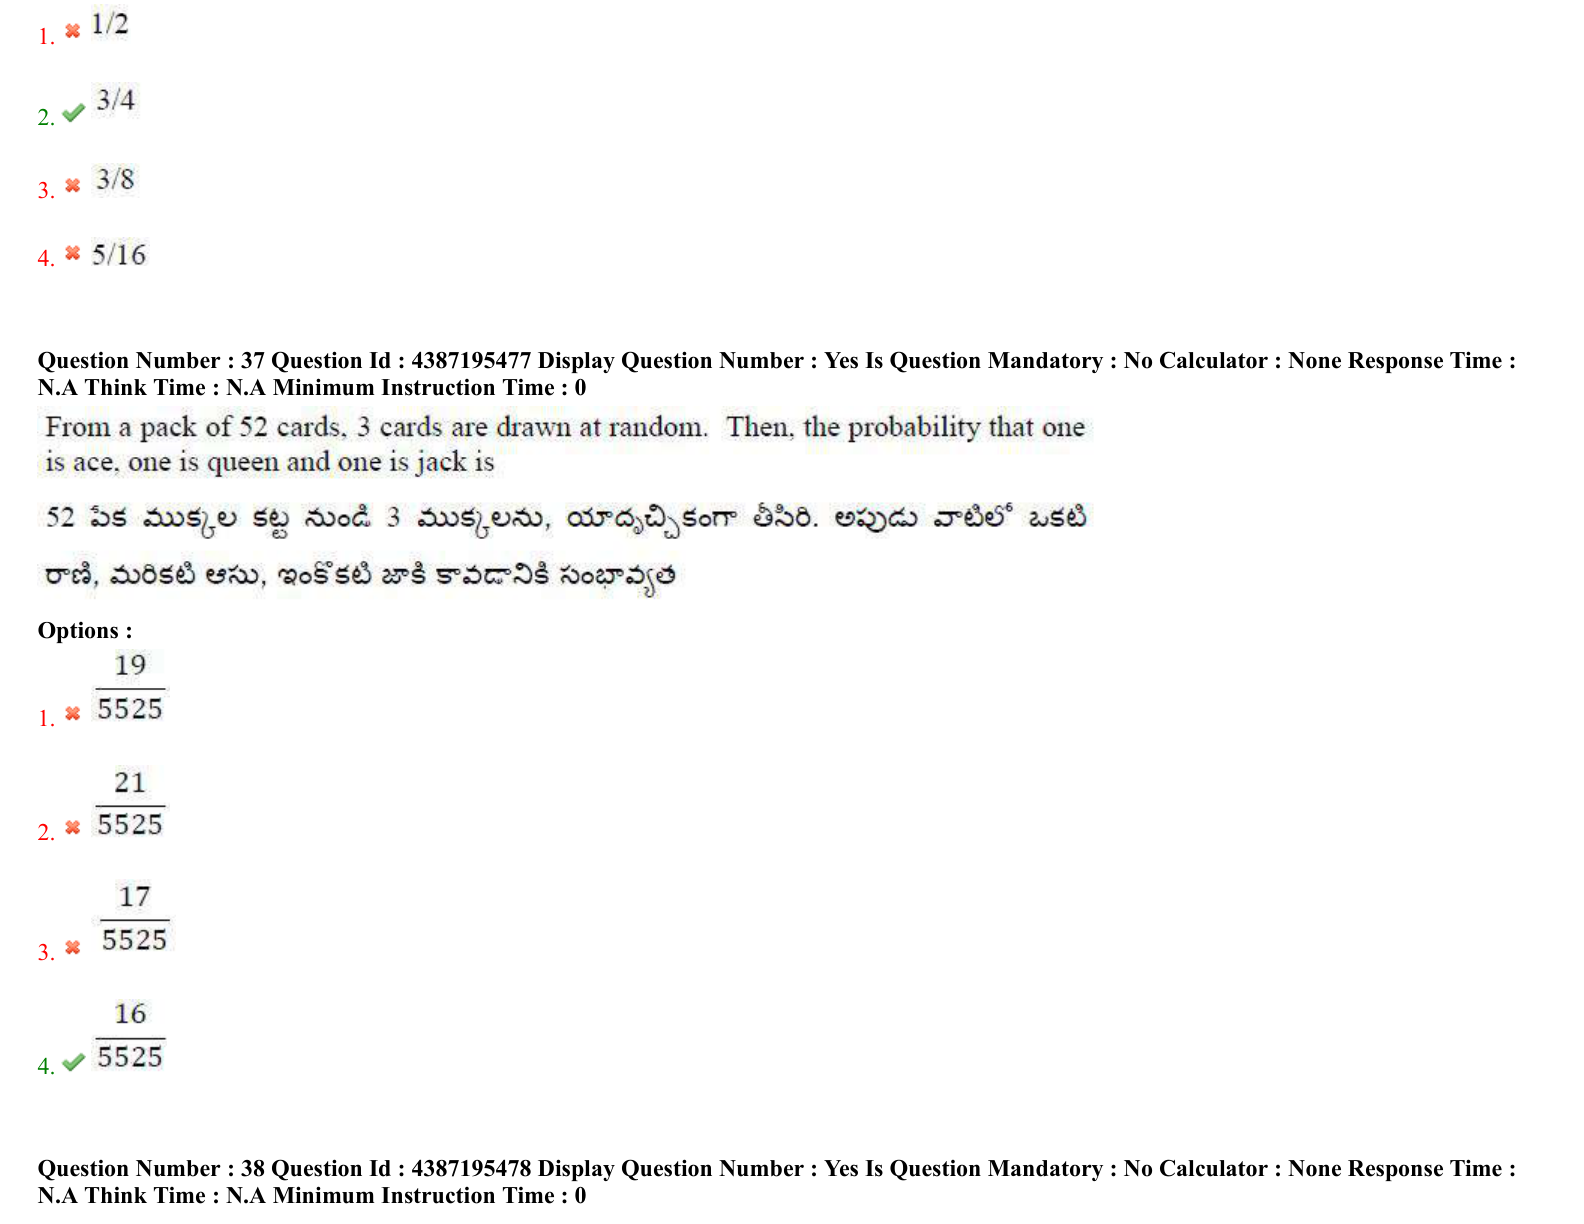 1. 1/2
2. 3/4
3. 3/8
4. 5/16
Question Number : 37 Question Id : 4387195477 Display Question Number : Yes Is Question Mandatory : No Calculator : None Response Time :
N.A Think Time : N.A Minimum Instruction Time : 0
From a pack of 52 cards, 3 cards are drawn at random. Then, the probability that one
is ace, one is queen and one is jack is
52 పేక ముక్కల కట్ట నుండి 3 ముక్కలను, యాదృచ్ఛికంగా తీసిరి. అపుడు వాటిలో ఒకటి
రాణి, మరికటి ఆసు, ఇంకొకటి జాకి కావడానికి సంభావ్యత
Options :
19
5525
1.
21
5525
2.
17
5525
3.
16
5525
4.
Question Number : 38 Question Id : 4387195478 Display Question Number : Yes Is Question Mandatory : No Calculator : None Response Time :
N.A Think Time : N.A Minimum Instruction Time : 0